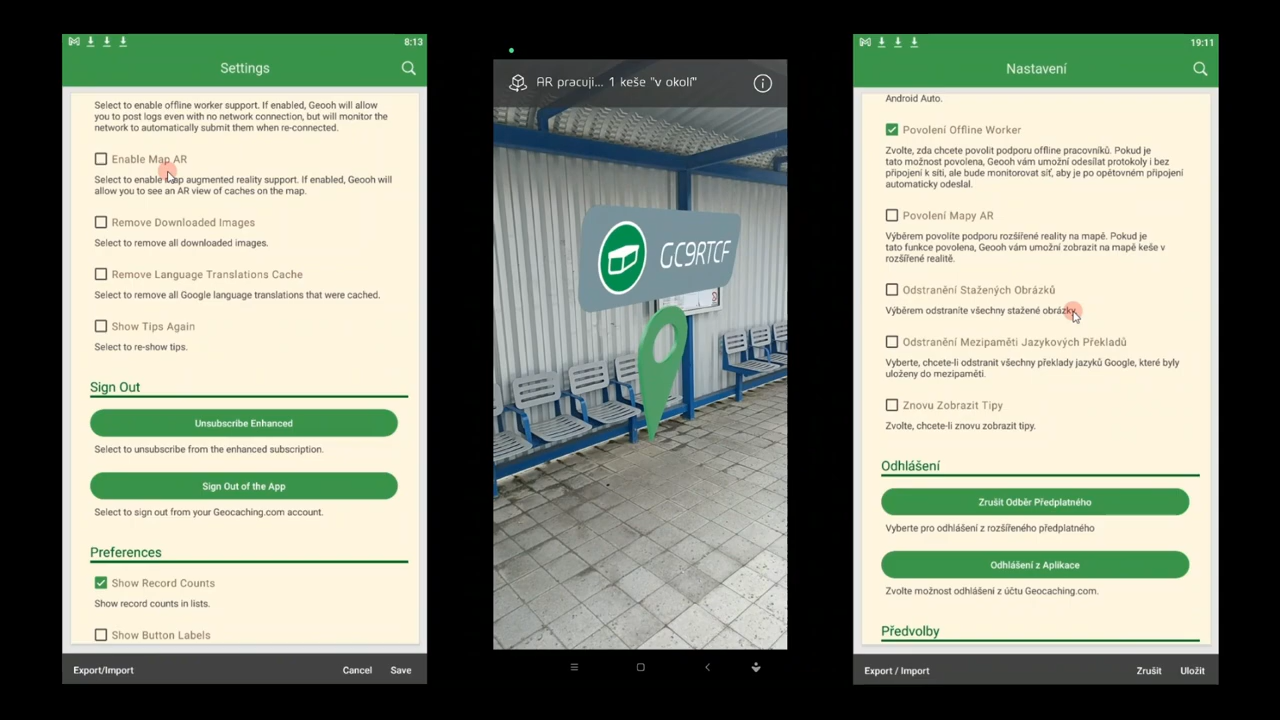 8:13
Settings
Select to enable offline worker support. If enabled, Geooh will allow
you to post logs even with no network connection, but will monitor the
network to automatically submit them when re-connected.
Enable Map AR
Select to enable map augmented reality support. If enabled, Geooh will
allow you to see an AR view of caches on the map.
Remove Downloaded Images
Select to remove all downloaded images.
Remove Language Translations Cache
Select to remove all Google language translations that were cached.
Show Tips Again
Select to re-show tips.
Sign Out
Unsubscribe Enhanced
Select to unsubscribe from the enhanced subscription.
Sign Out of the App
Select to sign out from your Geocaching.com account.
Preferences
Show Record Counts
Show record counts in lists.
Show Button Labels
Export/Import
Cancel
Save
AR pracuji... 1 keše "v okolí"
GC9RTCF
19:11
Nastavení
Android Auto.
Povolení Offline Worker
Zvolte, zda chcete povolit podporu offline pracovníků. Pokud je
tato možnost povolena, Geooh vám umožní odesílat protokoly i bez
připojení k síti, ale bude monitorovat síť, aby je po opětovném připojení
automaticky odeslal.
Povolení Mapy AR
Výběrem povolíte podporu rozšířené reality na mapě. Pokud je
tato funkce povolena, Geooh vám umožní zobrazit na mapě keše v
rozšířené realitě.
Odstranění Stažených Obrázků
Výběrem odstraníte všechny stažené obrázky.
Odstranění Mezipaměti Jazykových Překladů
Vyberte, chcete-li odstranit všechny překlady jazyků Google, které byly
uloženy do mezipaměti.
Znovu Zobrazit Tipy
Zvolte, chcete-li znovu zobrazit tipy.
Odhlášení
Zrušit Odběr Předplatného
Vyberte pro odhlášení z rozšířeného předplatného
Odhlášení z Aplikace
Zvolte možnost odhlášení z účtu Geocaching.com.
Předvolby
Export / Import
Zrušit
Uložit